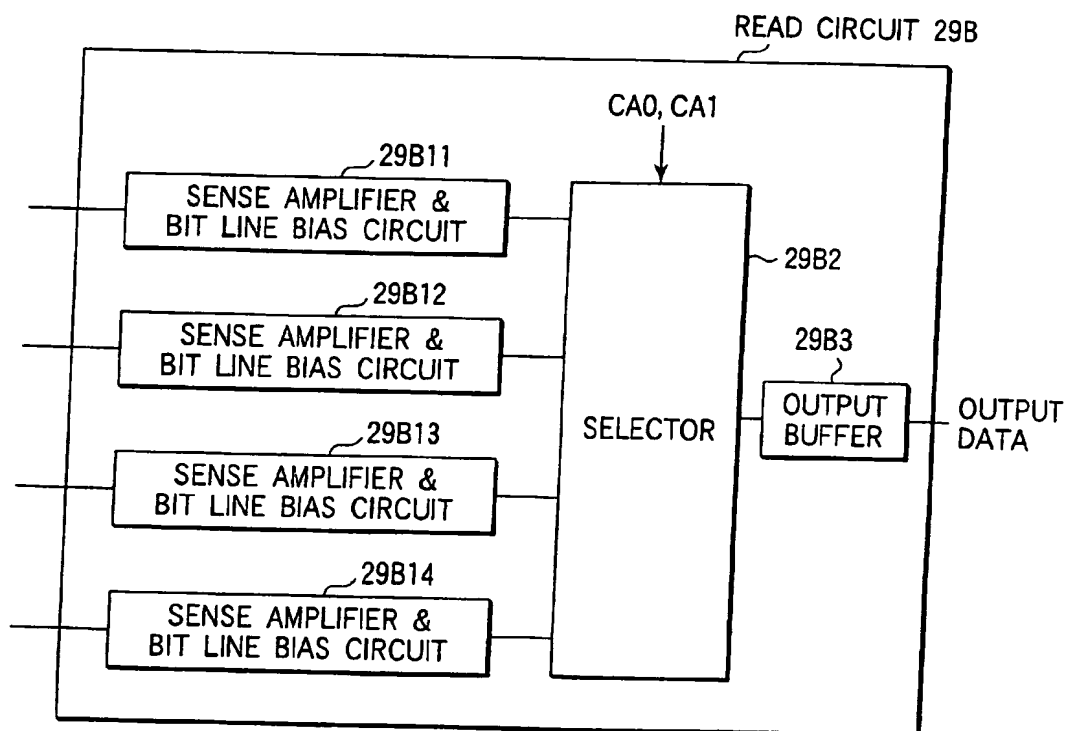 READ CIRCUIT 29B
CA0, CA1
29B11
SENSE AMPLIFIER &
BIT LINE BIAS CIRCUIT
29B2
29B12
SENSE AMPLIFIER &
BIT LINE BIAS CIRCUIT
29B3
OUTPUT
BUFFER
OUTPUT
DATA
SELECTOR
29B13
SENSE AMPLIFIER &
BIT LINE BIAS CIRCUIT
29B14
SENSE AMPLIFIER &
BIT LINE BIAS CIRCUIT